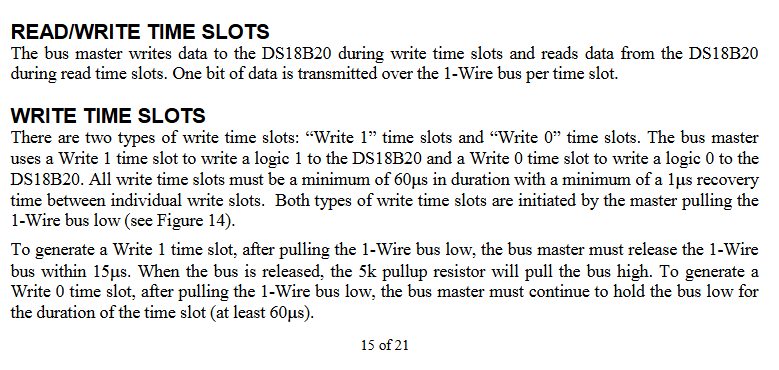 READ/WRITE TIME SLOTS
The bus master writes data to the DS18B20 during write time slots and reads data from the DS18B20
during read time slots. One bit of data is transmitted over the 1-Wire bus per time slot.
WRITE TIME SLOTS
There are two types of write time slots: “Write 1” time slots and “Write 0” time slots. The bus master
uses a Write 1 time slot to write a logic 1 to the DS18B20 and a Write 0 time slot to write a logic 0 to the
DS18B20. All write time slots must be a minimum of 60μs in duration with a minimum of a 1μs recovery
time between individual write slots.  Both types of write time slots are initiated by the master pulling the
1-Wire bus low (see Figure 14).
To generate a Write 1 time slot, after pulling the 1-Wire bus low, the bus master must release the 1-Wire
bus within 15μs. When the bus is released, the 5k pullup resistor will pull the bus high. To generate a
Write 0 time slot, after pulling the 1-Wire bus low, the bus master must continue to hold the bus low for
the duration of the time slot (at least 60μs).
15 of 21